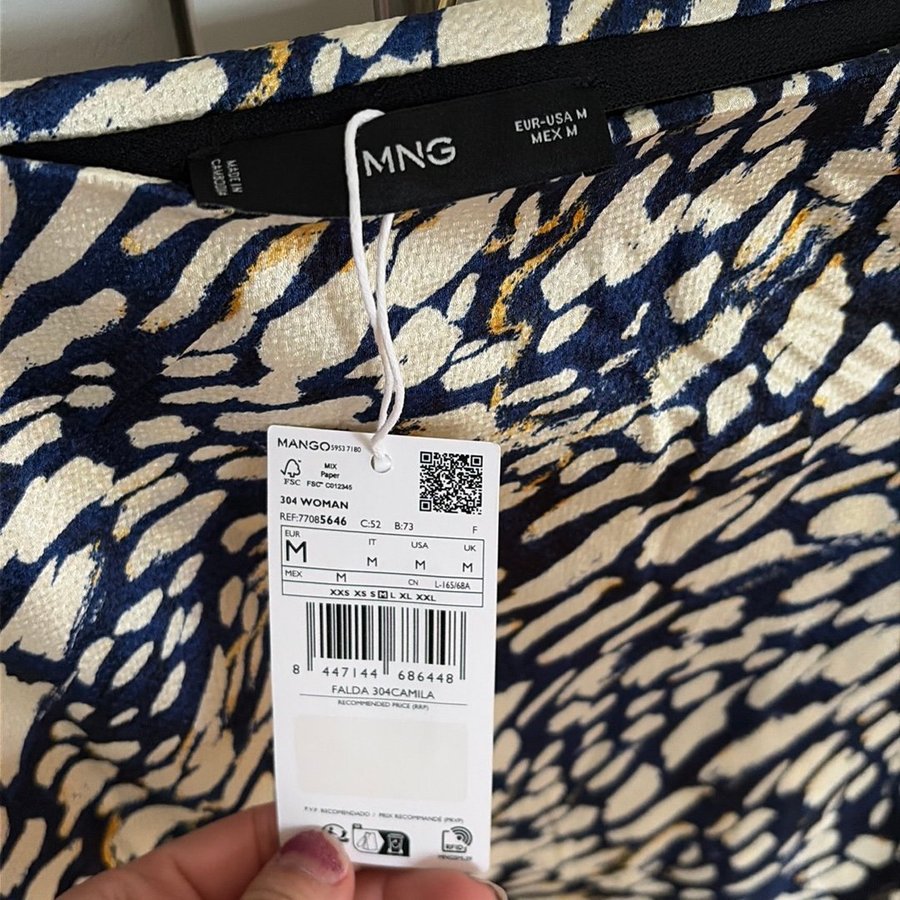 MNG
EUR-USA M
MEX M
MADE IN
CAMBODIA
MANGO 5953 7180
FSC
MIX
Paper
FSC™ C012345
304 WOMAN
REF:77085646 C:52 B:73 F
EUR IT USA UK
M M M M
MEX M CN L-165/68A
XXS XS S M L XL XXL
8 447144 686448
FALDA 304CAMILA
RECOMMENDED PRICE (RRP)
P.V.P. RECOMENDADO / PRIX RECOMMANDÉ (PRVP)
RFID